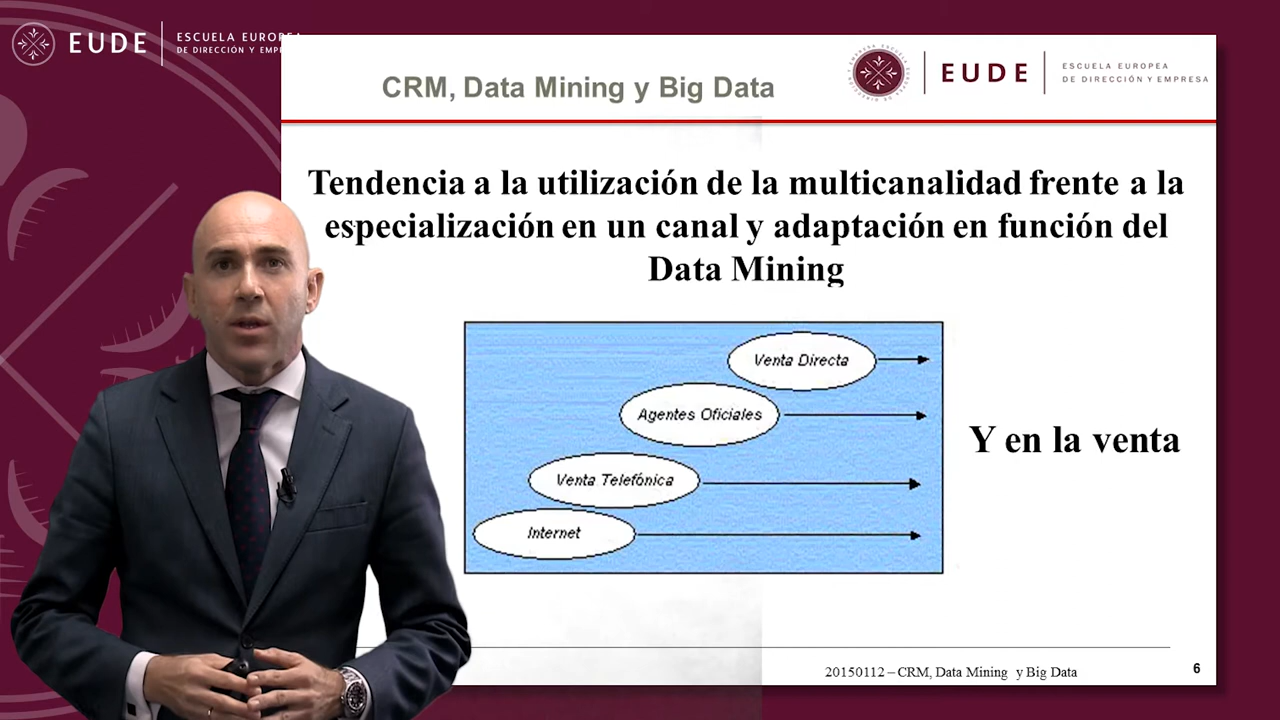 EUDE
ESCUELA EUROPEA
DE DIRECCIÓN Y
CRM, Data Mining y Big Data
EUDE
ESCUELA EUROPEA
DE DIRECCIÓN Y EMPRESA
Tendencia a la utilización de la multicanalidad frente a la
especialización en un canal y adaptación en función del
Data Mining
Venta Directa
Agentes Oficiales
Venta Telefónica
Internet
Y en la venta
20150112 – CRM, Data Mining y Big Data
6